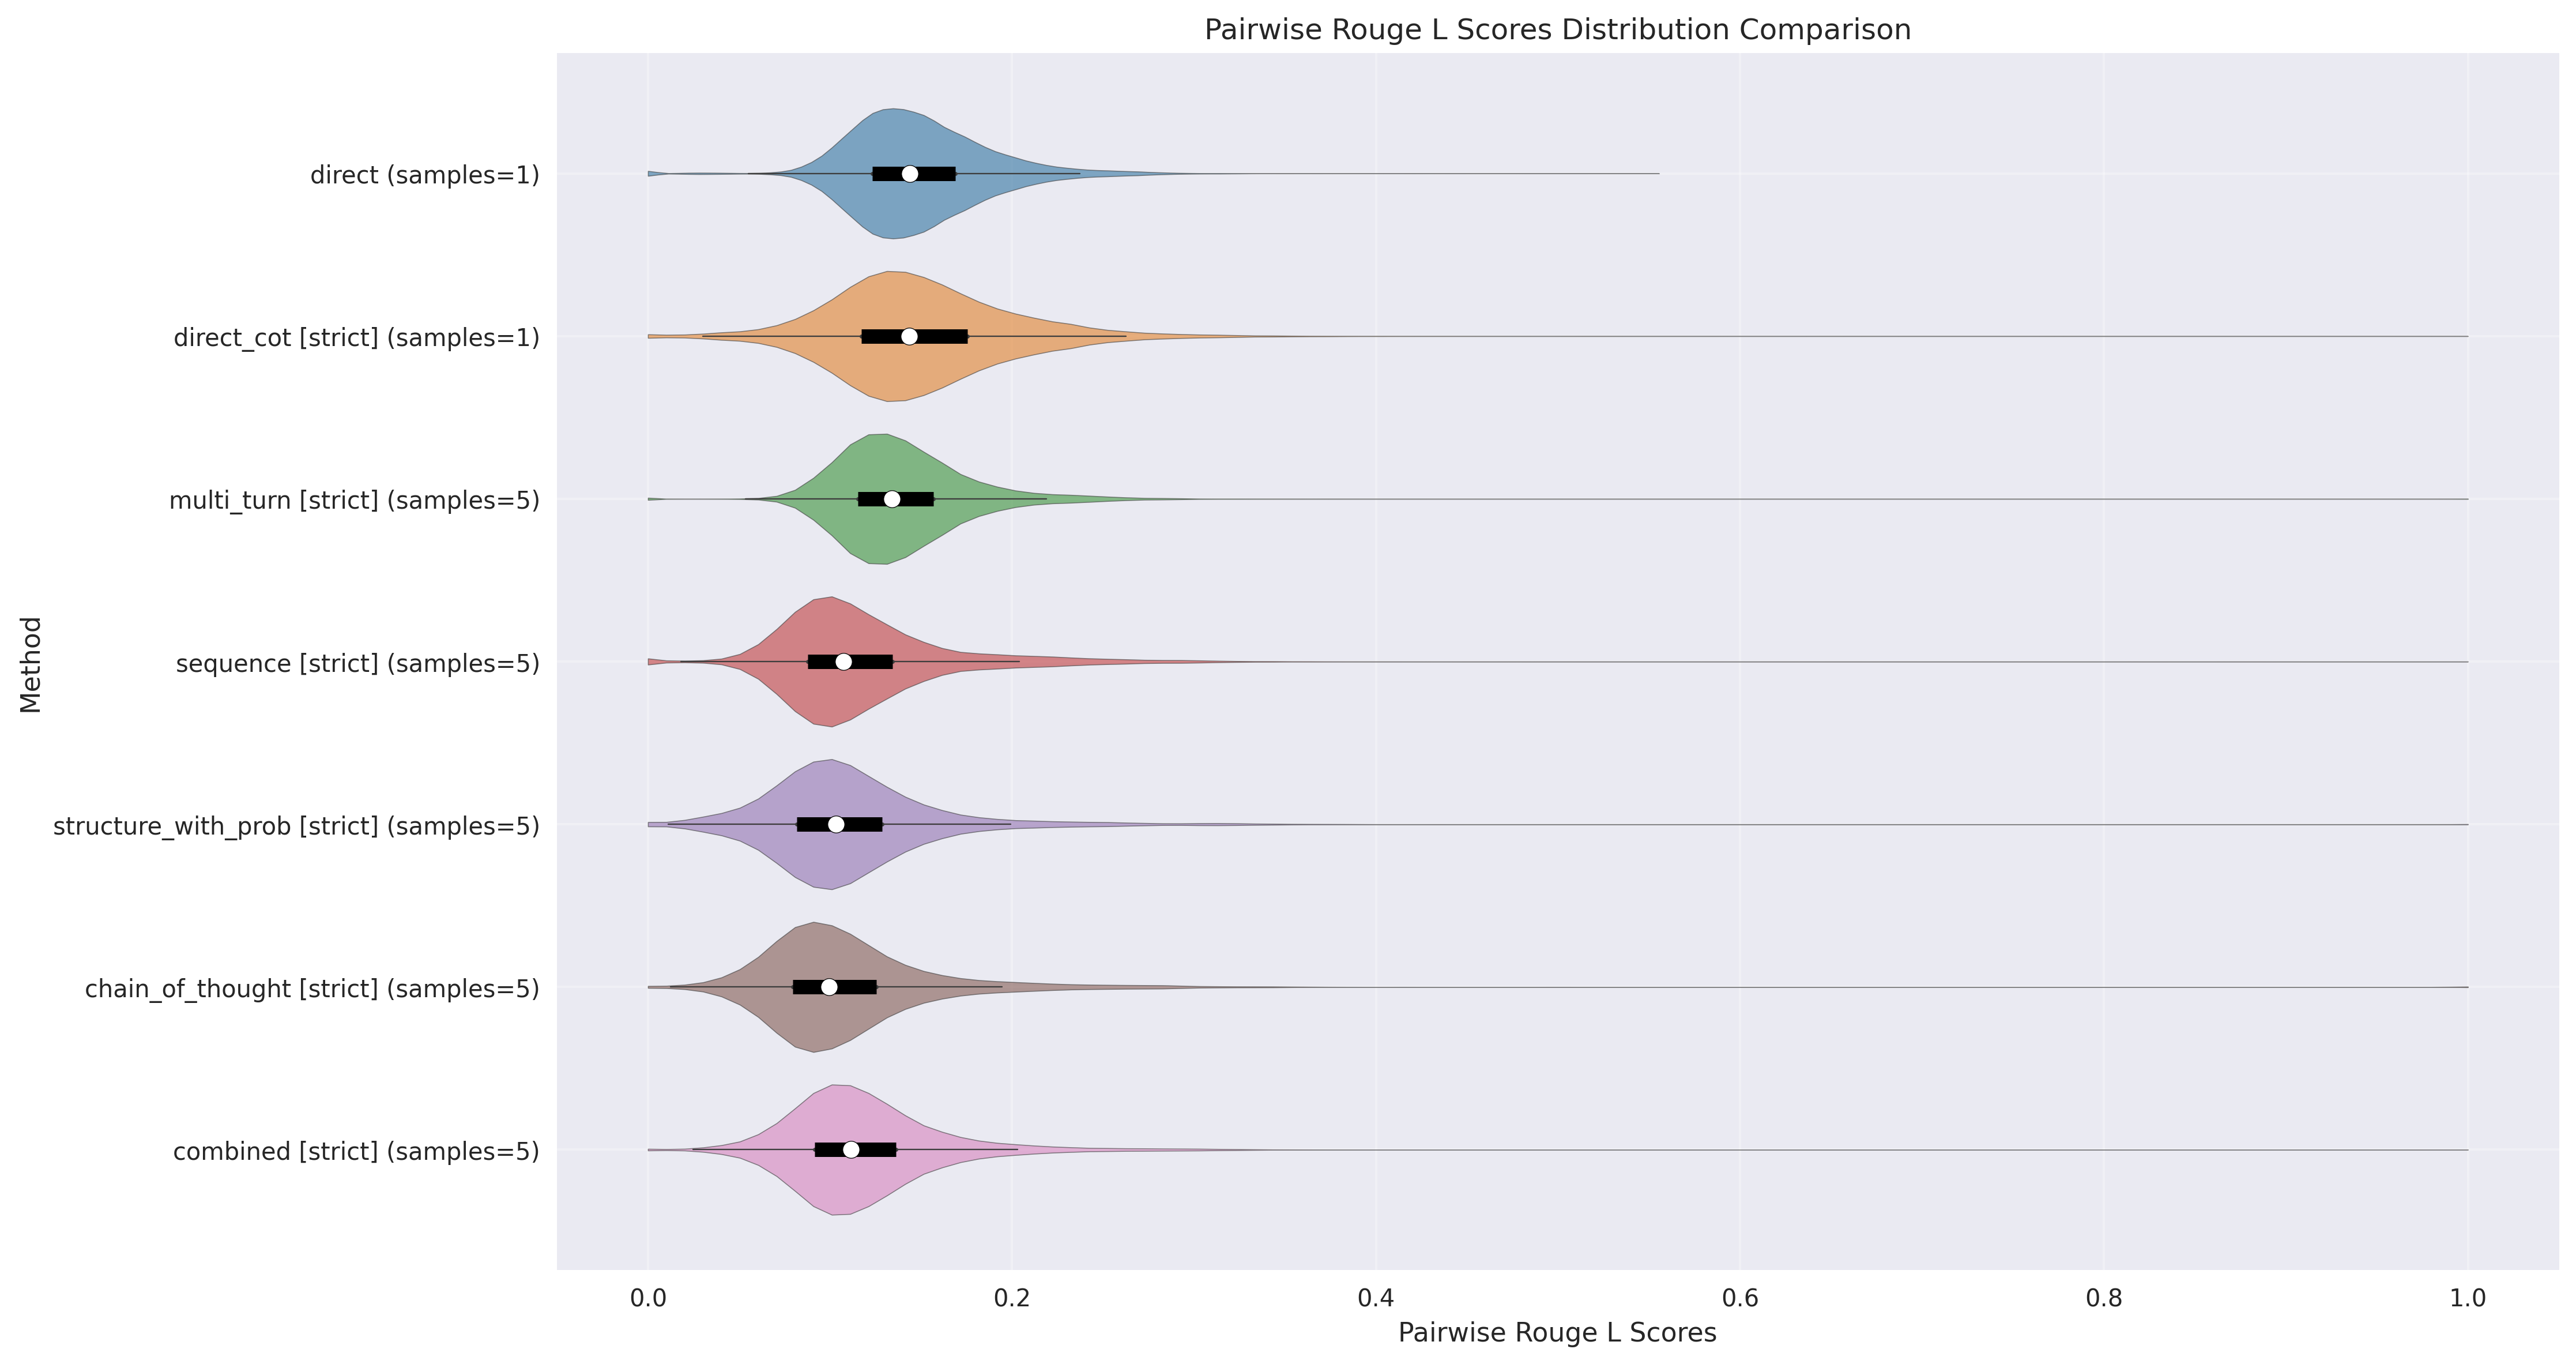 Pairwise Rouge L Scores Distribution Comparison
Method
direct (samples=1)
direct_cot [strict] (samples=1)
multi_turn [strict] (samples=5)
sequence [strict] (samples=5)
structure_with_prob [strict] (samples=5)
chain_of_thought [strict] (samples=5)
combined [strict] (samples=5)
0.0 0.2 0.4 0.6 0.8 1.0
Pairwise Rouge L Scores